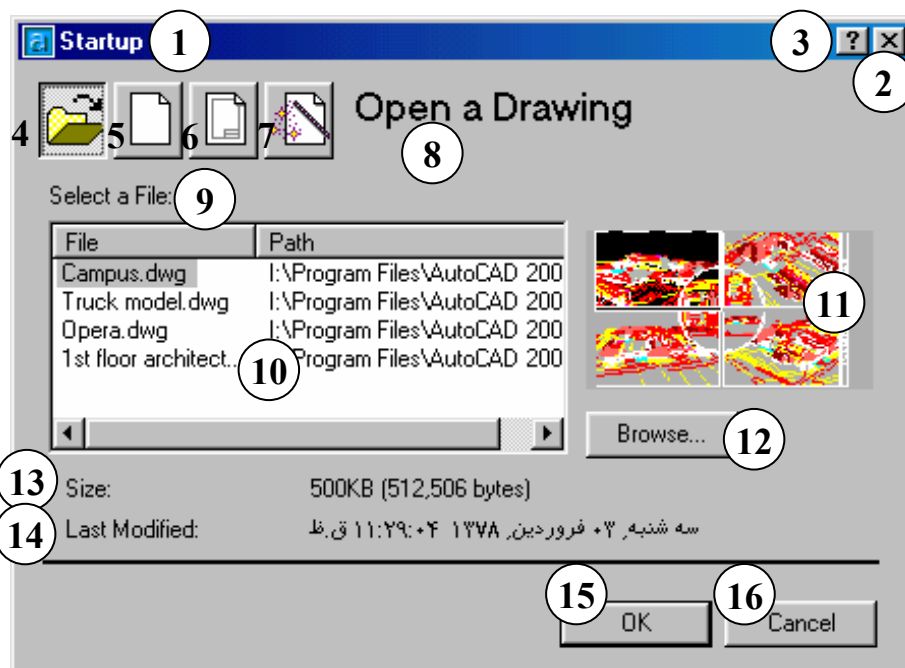 Startup 1 3 ? 2
4 5 6 7 Open a Drawing 8
Select a File: 9
File Path
Campus.dwg I:\Program Files\AutoCAD 200
Truck model.dwg I:\Program Files\AutoCAD 200
Opera.dwg I:\Program Files\AutoCAD 200
1st floor architect... 10 \Program Files\AutoCAD 200
11
Browse... 12
13 Size: 500KB (512,506 bytes)
14 Last Modified: سه شنبه, ۰۳ فروردین, ۱۳۷۸ ۱۱:۲۹:۰۴ ق.ظ
15 OK 16 Cancel